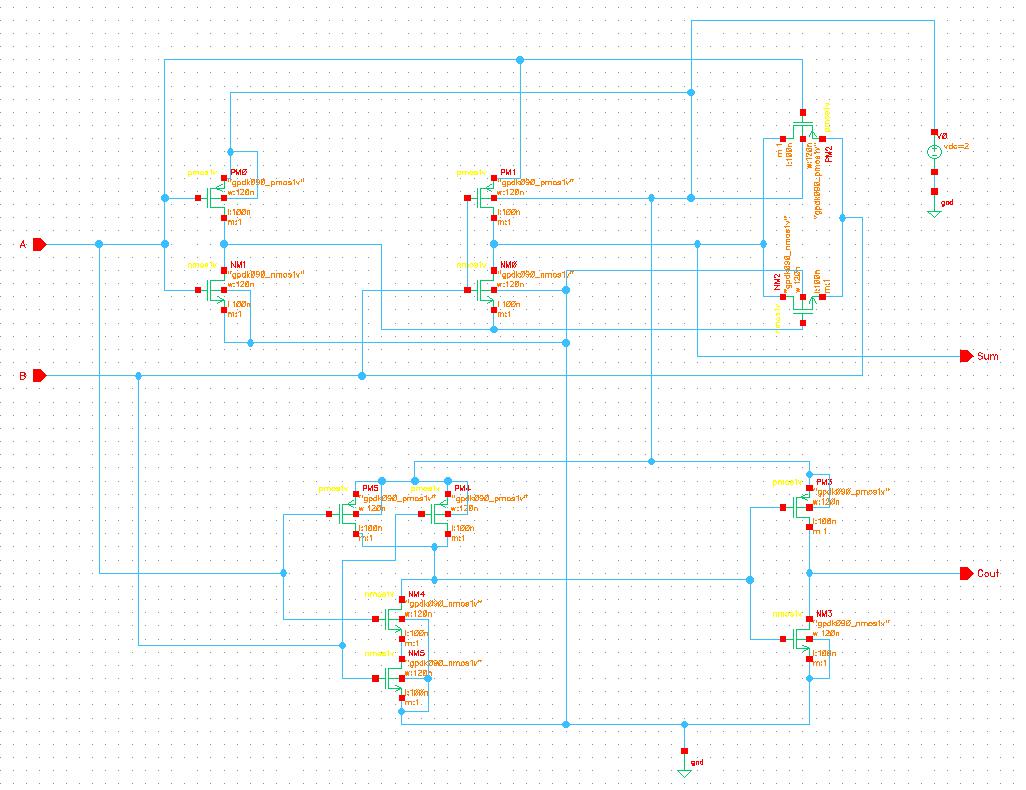 V0
vdc=2
gnd
pmos1v
PM2
l:100n
w:120n
m:1
"gpdk090_pmos1v"
pmos1v
PM0
"gpdk090_pmos1v"
w:120n
l:100n
m:1
pmos1v
PM1
"gpdk090_pmos1v"
w:120n
l:100n
m:1
A
nmos1v
NM1
"gpdk090_nmos1v"
w:120n
l:100n
m:1
nmos1v
NM0
"gpdk090_nmos1v"
w:120n
l:100n
m:1
"gpdk090_nmos1v"
NM2
w:120n
l:100n
m:1
nmos1v
Sum
B
pmos1v
PM5
"gpdk090_pmos1v"
w:120n
l:100n
m:1
pmos1v
PM4
"gpdk090_pmos1v"
w:120n
l:100n
m:1
pmos1v
PM3
"gpdk090_pmos1v"
w:120n
l:100n
m:1
Cout
nmos1v
NM4
"gpdk090_nmos1v"
w:120n
l:100n
m:1
nmos1v
NM3
"gpdk090_nmos1v"
w:120n
l:100n
m:1
nmos1v
NM5
"gpdk090_nmos1v"
w:120n
l:100n
m:1
gnd